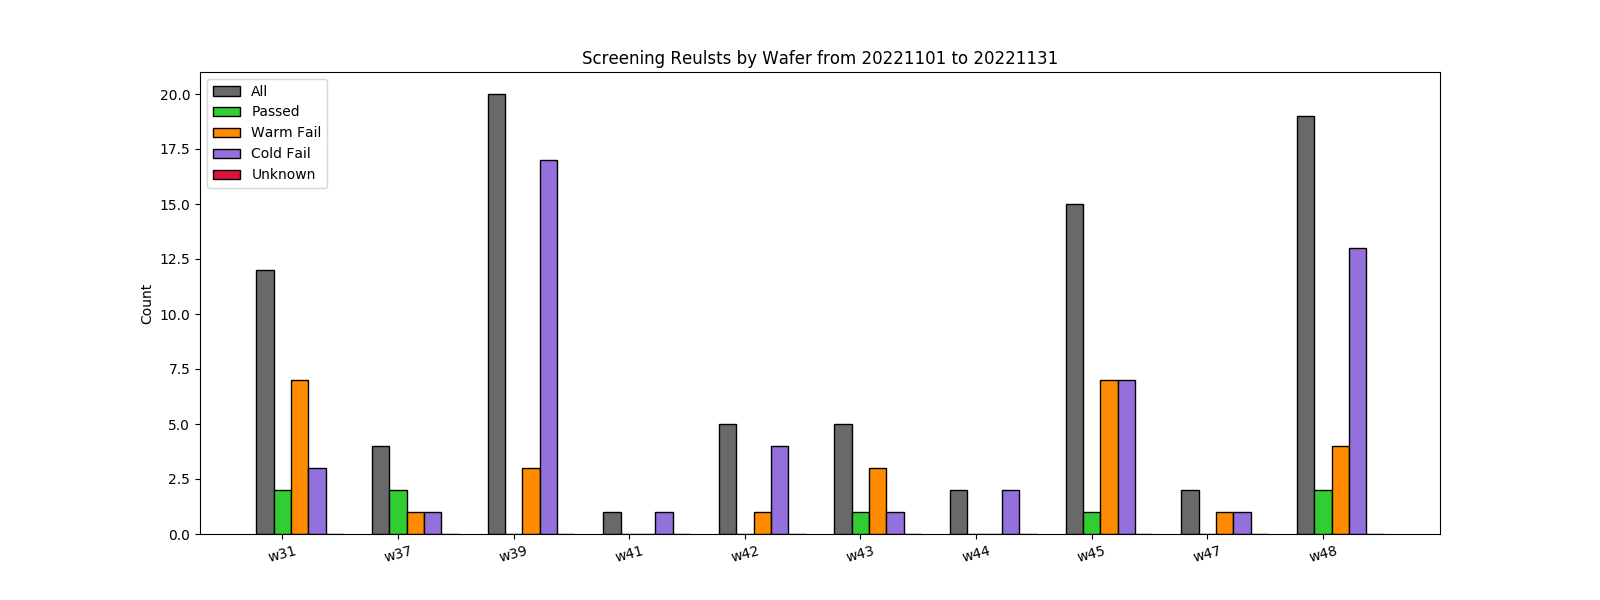 Screening Reulsts by Wafer from 20221101 to 20221131
All
Passed
Warm Fail
Cold Fail
Unknown
20.0
17.5
15.0
12.5
10.0
7.5
5.0
2.5
0.0
Count
w31 w37 w39 w41 w42 w43 w44 w45 w47 w48